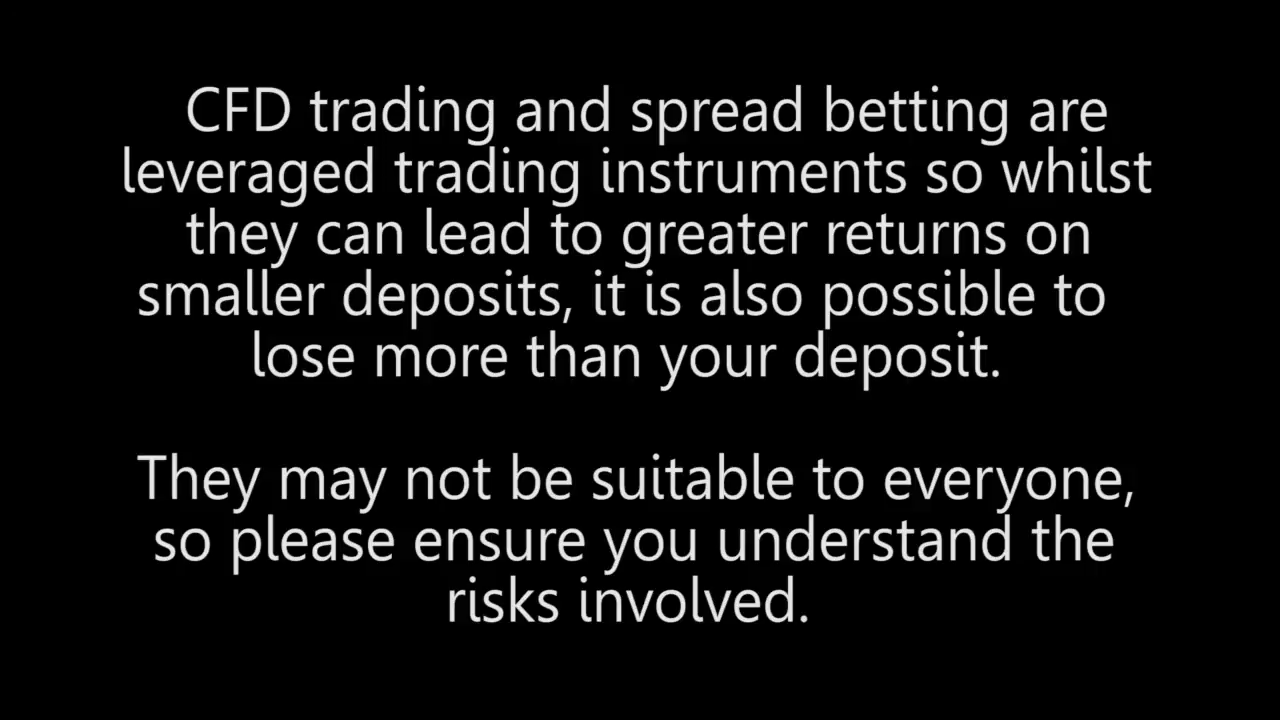 CFD trading and spread betting are
leveraged trading instruments so whilst
they can lead to greater returns on
smaller deposits, it is also possible to
lose more than your deposit.
They may not be suitable to everyone,
so please ensure you understand the
risks involved.